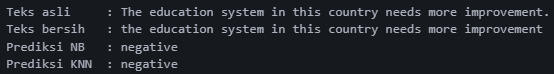 Teks asli     : The education system in this country needs more improvement.
Teks bersih   : the education system in this country needs more improvement
Prediksi NB   : negative
Prediksi KNN  : negative